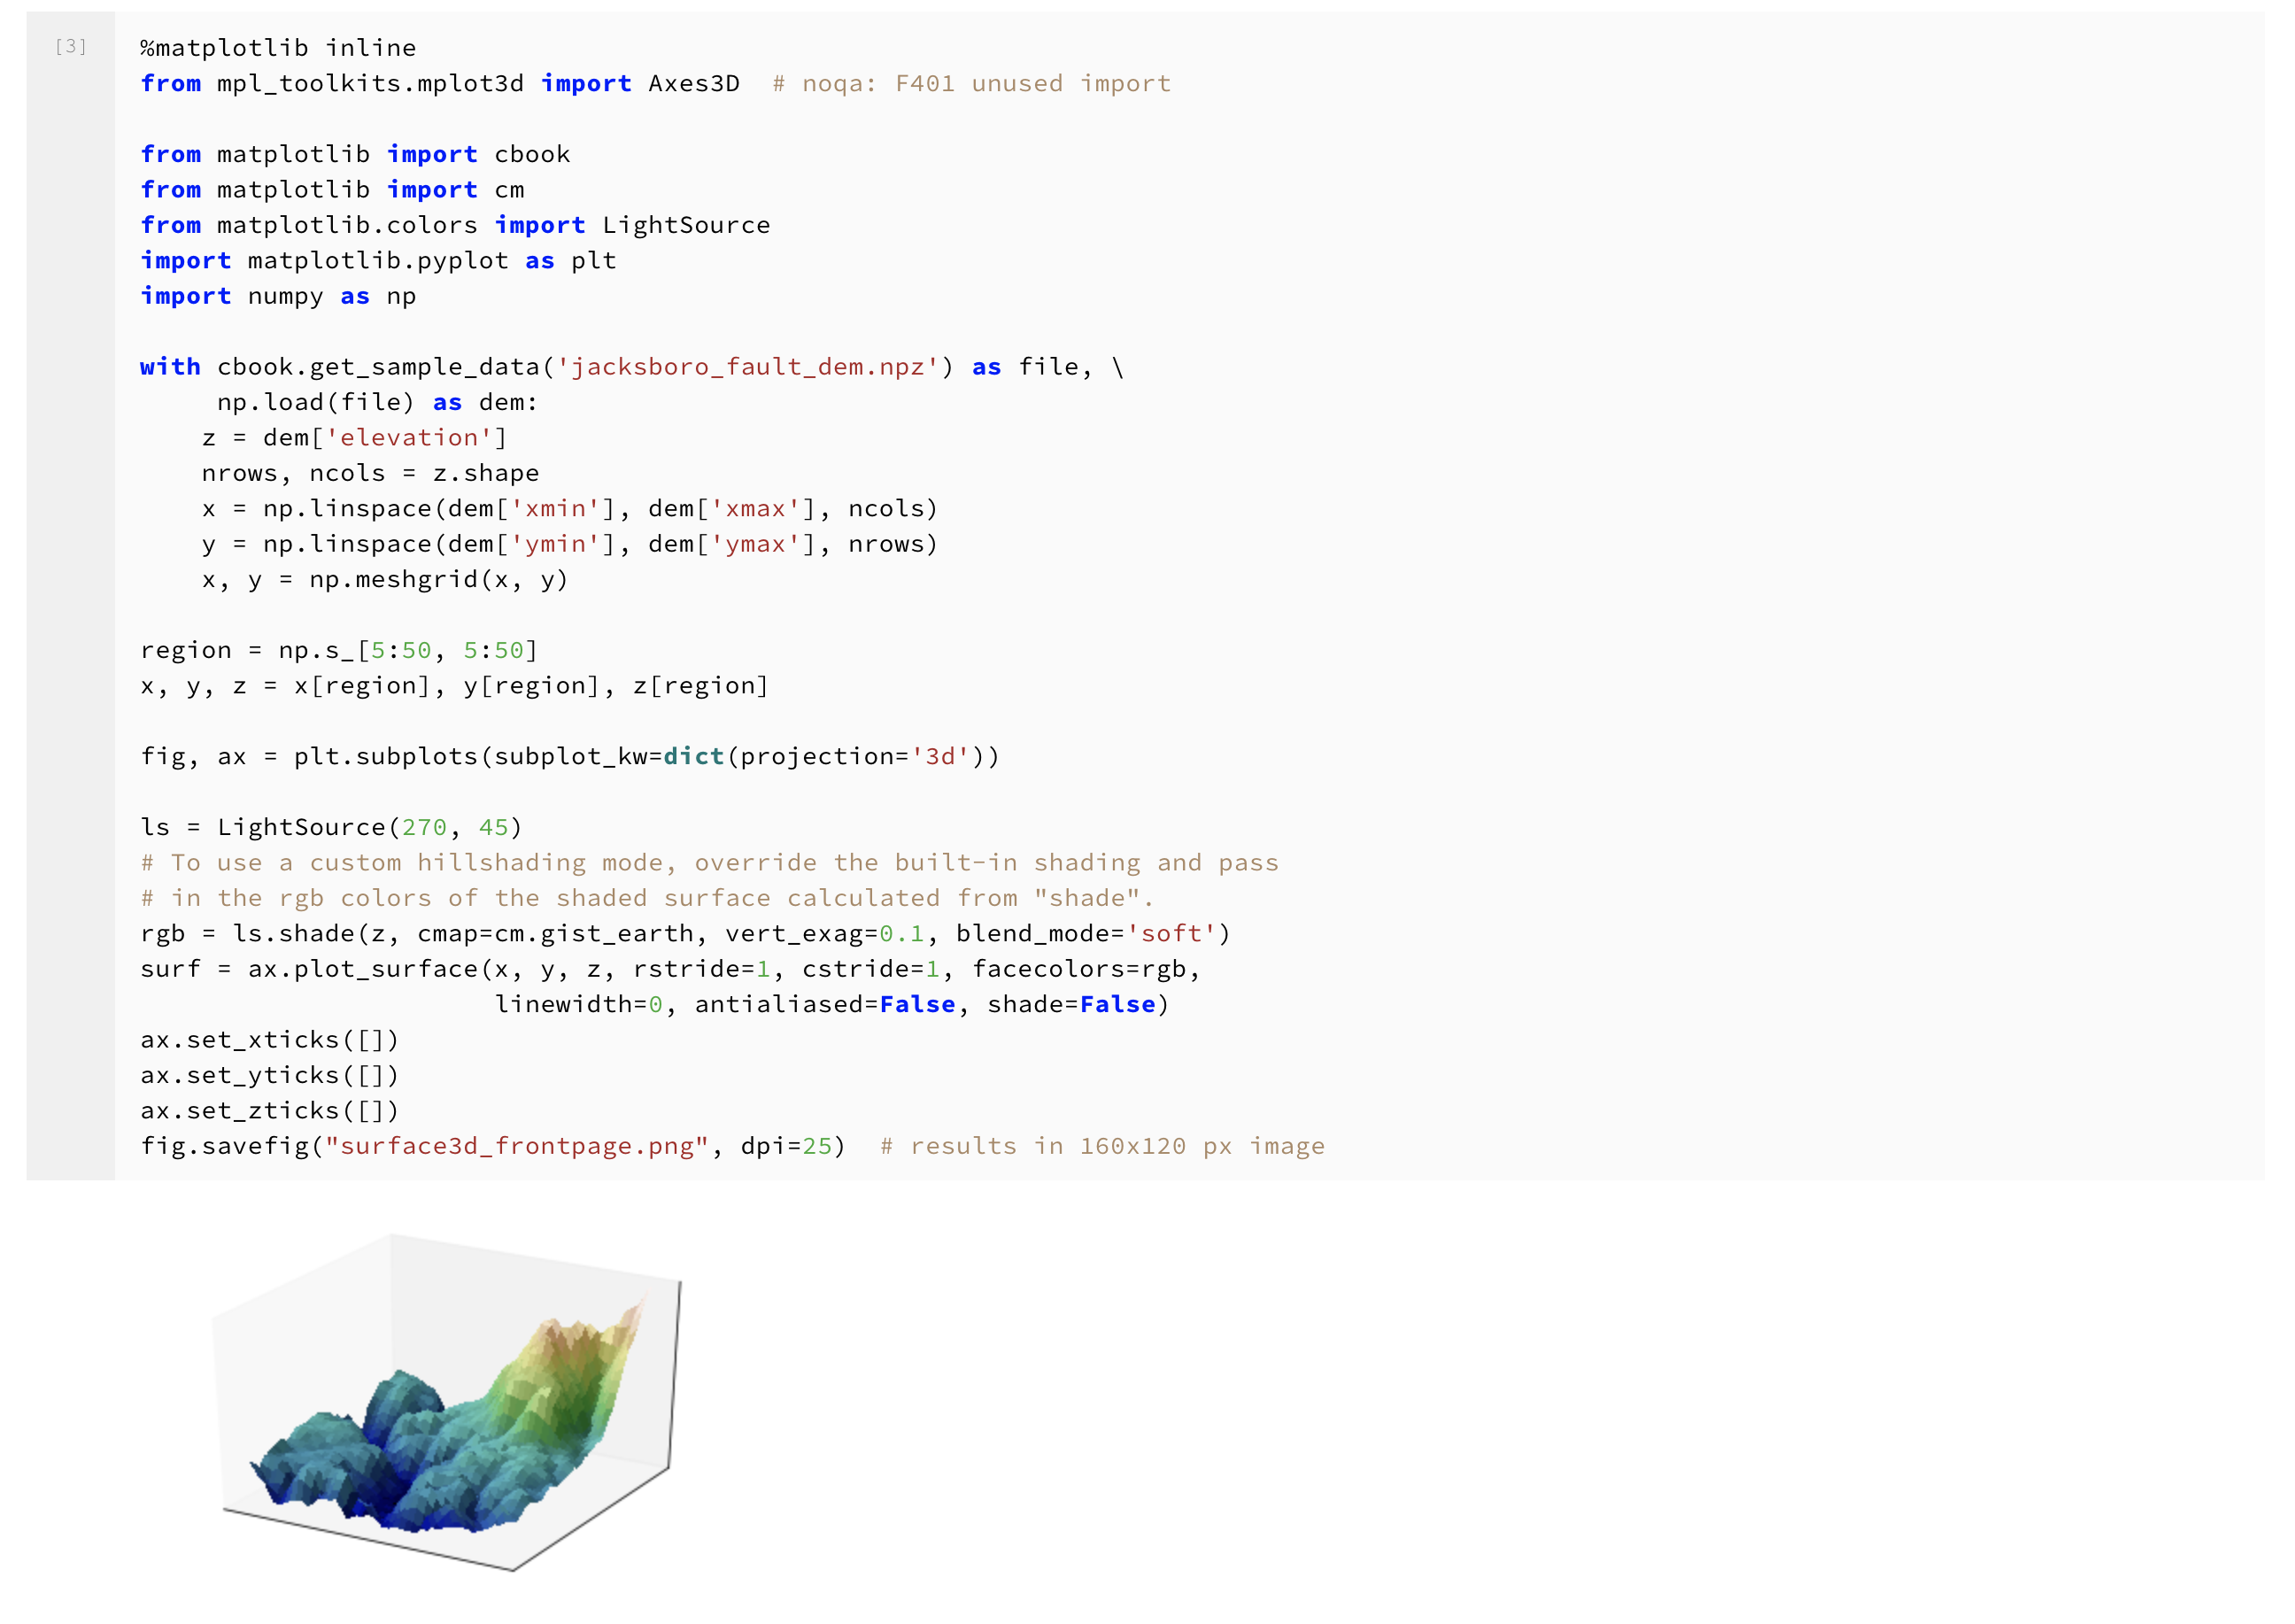 [3]
%matplotlib inline
from mpl_toolkits.mplot3d import Axes3D  # noqa: F401 unused import

from matplotlib import cbook
from matplotlib import cm
from matplotlib.colors import LightSource
import matplotlib.pyplot as plt
import numpy as np

with cbook.get_sample_data('jacksboro_fault_dem.npz') as file, \
     np.load(file) as dem:
    z = dem['elevation']
    nrows, ncols = z.shape
    x = np.linspace(dem['xmin'], dem['xmax'], ncols)
    y = np.linspace(dem['ymin'], dem['ymax'], nrows)
    x, y = np.meshgrid(x, y)

region = np.s_[5:50, 5:50]
x, y, z = x[region], y[region], z[region]

fig, ax = plt.subplots(subplot_kw=dict(projection='3d'))

ls = LightSource(270, 45)
# To use a custom hillshading mode, override the built-in shading and pass
# in the rgb colors of the shaded surface calculated from "shade".
rgb = ls.shade(z, cmap=cm.gist_earth, vert_exag=0.1, blend_mode='soft')
surf = ax.plot_surface(x, y, z, rstride=1, cstride=1, facecolors=rgb,
                       linewidth=0, antialiased=False, shade=False)
ax.set_xticks([])
ax.set_yticks([])
ax.set_zticks([])
fig.savefig("surface3d_frontpage.png", dpi=25)  # results in 160x120 px image